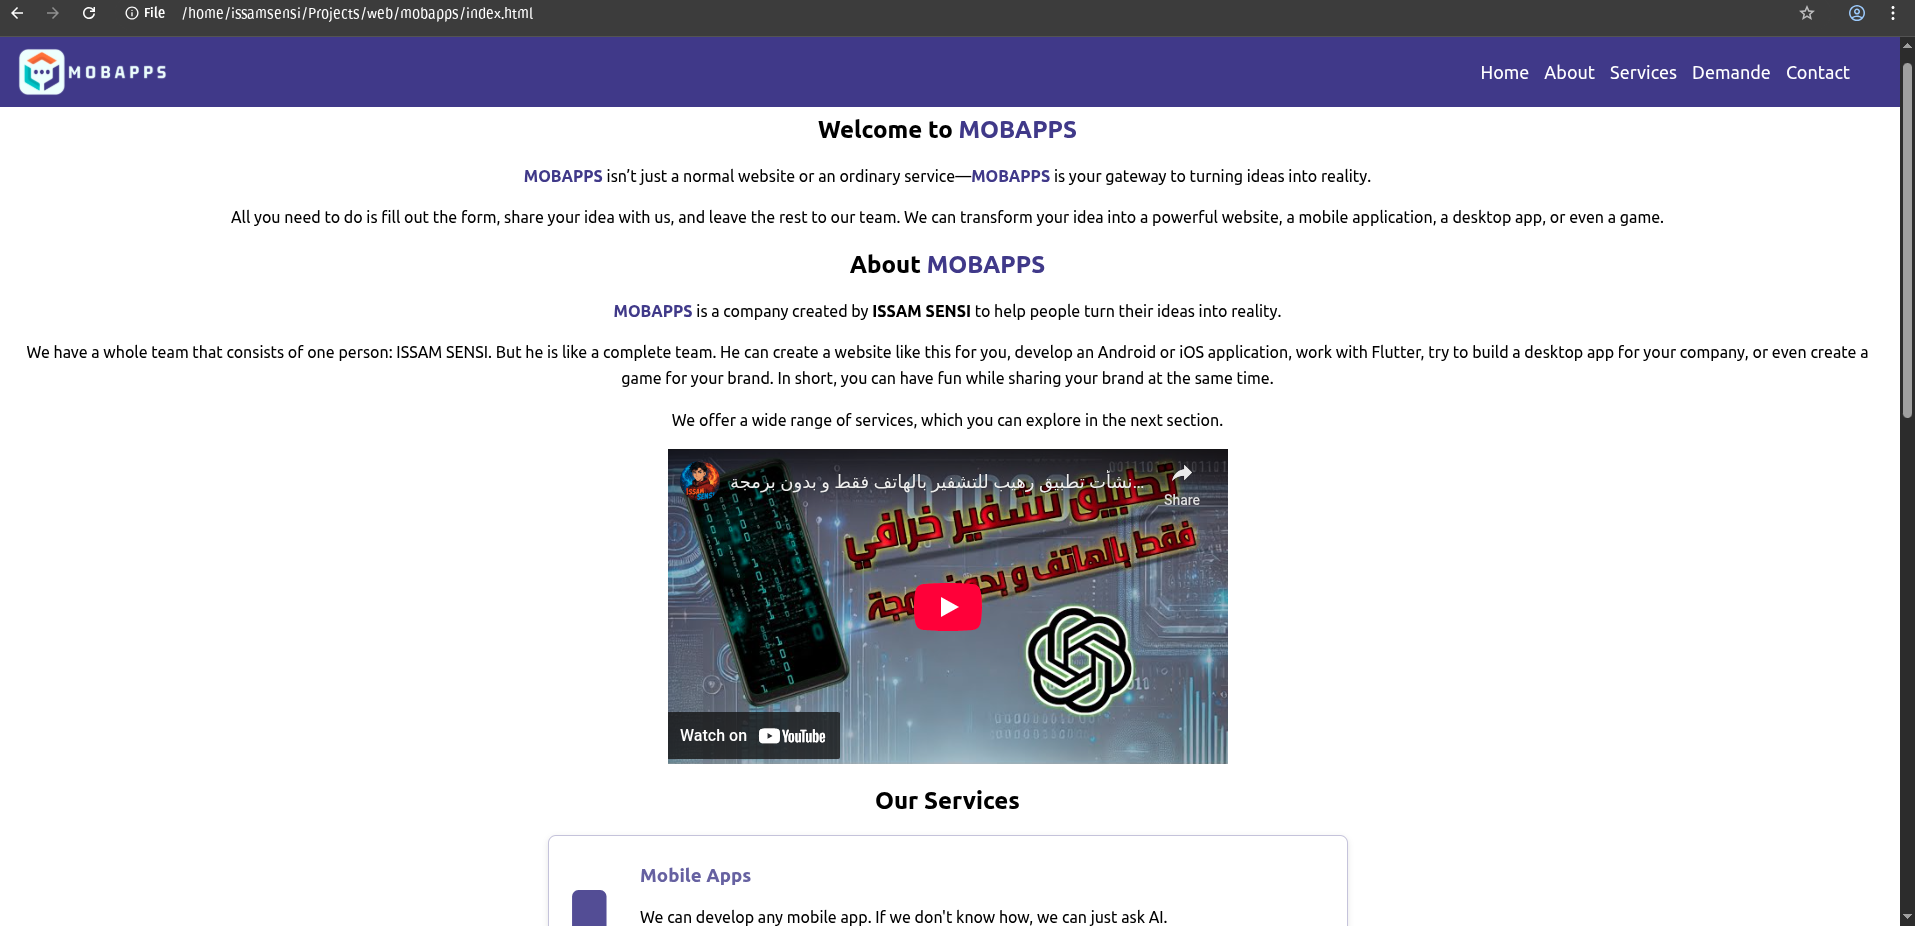 File /home/issamsensi/Projects/web/mobapps/index.html
MOBAPPS
Home About Services Demande Contact
Welcome to MOBAPPS
MOBAPPS isn’t just a normal website or an ordinary service—MOBAPPS is your gateway to turning ideas into reality.
All you need to do is fill out the form, share your idea with us, and leave the rest to our team. We can transform your idea into a powerful website, a mobile application, a desktop app, or even a game.
About MOBAPPS
MOBAPPS is a company created by ISSAM SENSI to help people turn their ideas into reality.
We have a whole team that consists of one person: ISSAM SENSI. But he is like a complete team. He can create a website like this for you, develop an Android or iOS application, work with Flutter, try to build a desktop app for your company, or even create a
game for your brand. In short, you can have fun while sharing your brand at the same time.
We offer a wide range of services, which you can explore in the next section.
ISSAM
SENSI
نشأت تطبيق رهيب للتشفير بالهاتف فقط و بدون برمجة...
Share
تطبيق تشفير خرافي
فقط بالهاتف و بدون
Watch on YouTube
Our Services
Mobile Apps
We can develop any mobile app. If we don't know how, we can just ask AI.